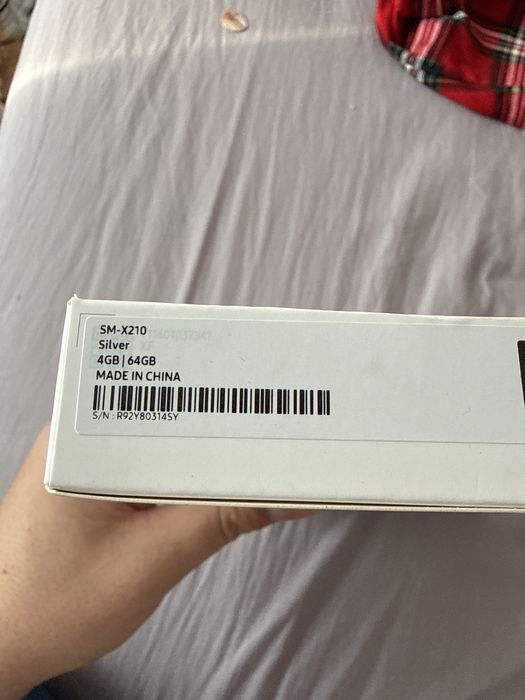 SM-X210
Silver
4GB | 64GB
MADE IN CHINA
S/N : R92Y80314SY